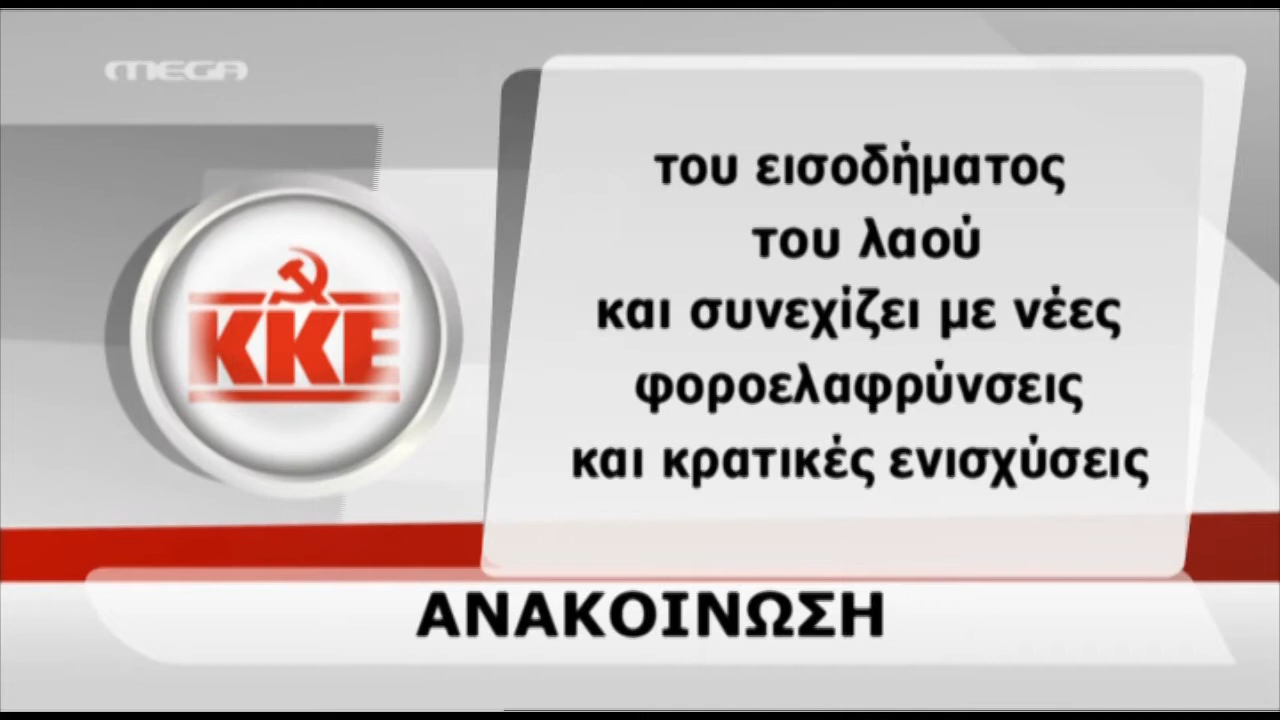 MEGA
του εισοδήματος
του λαού
και συνεχίζει με νέες
φοροελαφρύνσεις
και κρατικές ενισχύσεις
ΚΚΕ
ΑΝΑΚΟΙΝΩΣΗ